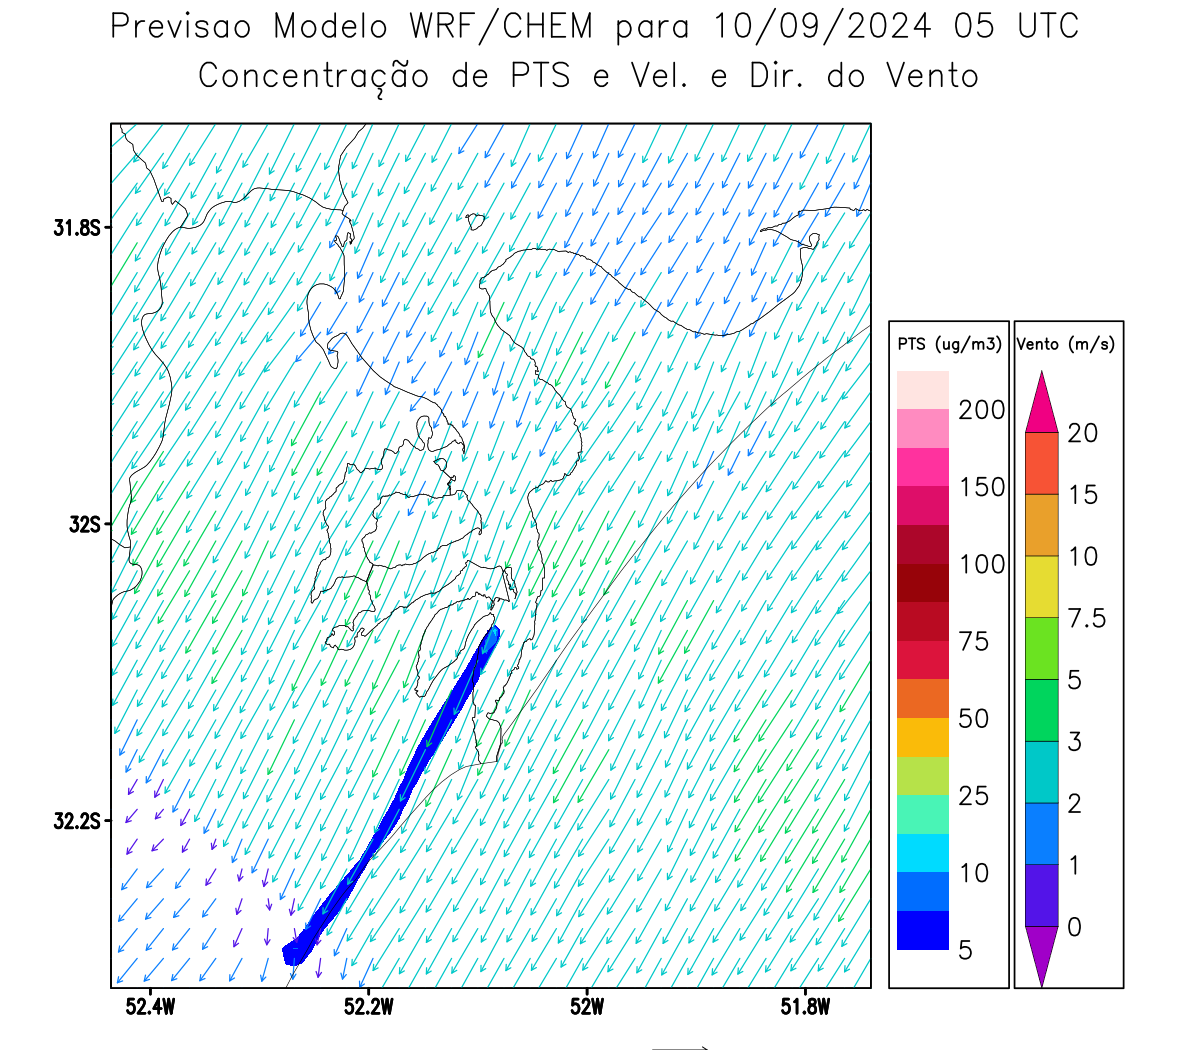 Previsao Modelo WRF/CHEM para 10/09/2024 05 UTC
Concentração de PTS e Vel. e Dir. do Vento
31.8S
32S
32.2S
52.4W
52.2W
52W
51.8W
PTS (ug/m3)
200
150
100
75
50
25
10
5
Vento (m/s)
20
15
10
7.5
5
3
2
1
0